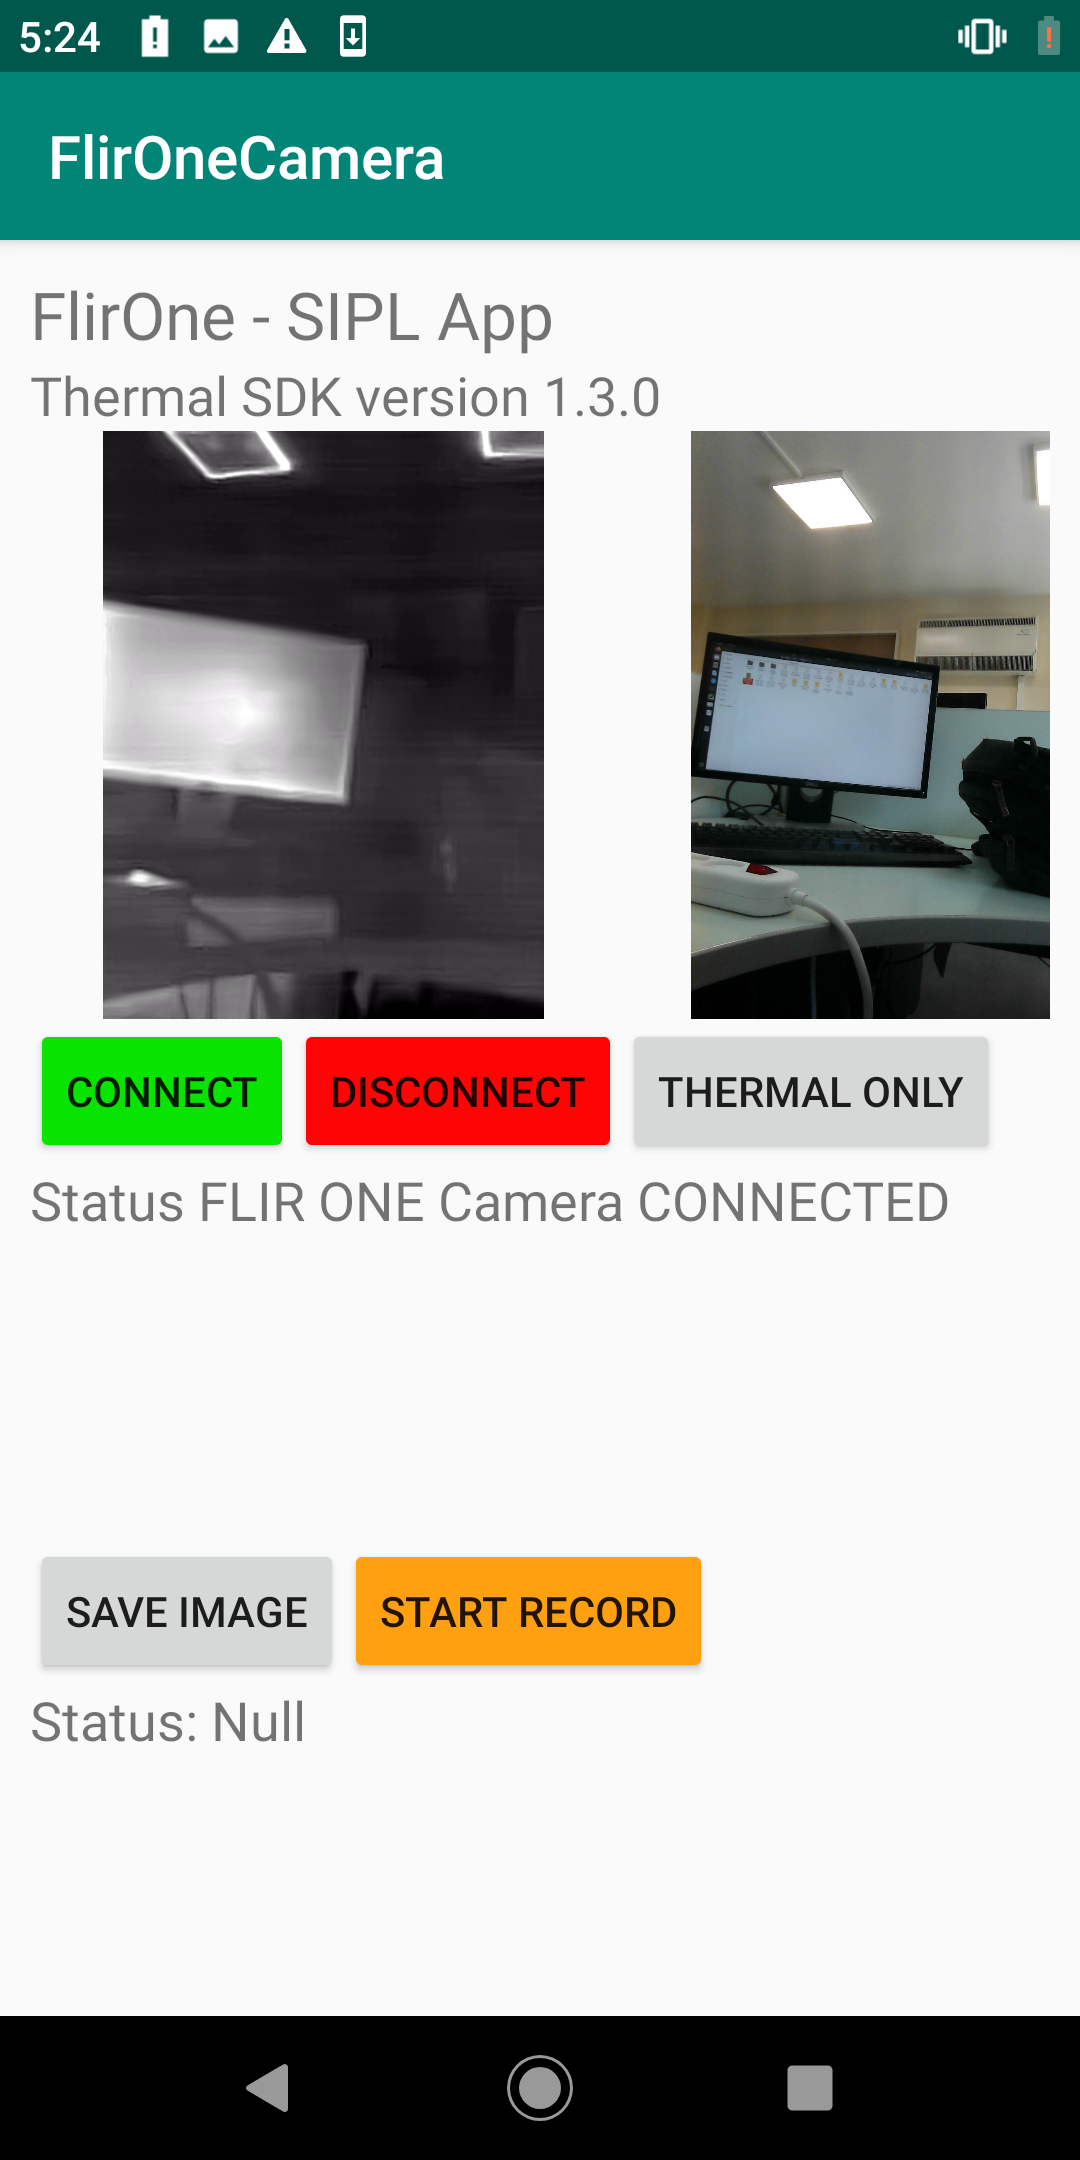 5:24
FlirOneCamera
FlirOne - SIPL App
Thermal SDK version 1.3.0
CONNECT DISCONNECT THERMAL ONLY
Status FLIR ONE Camera CONNECTED
SAVE IMAGE START RECORD
Status: Null